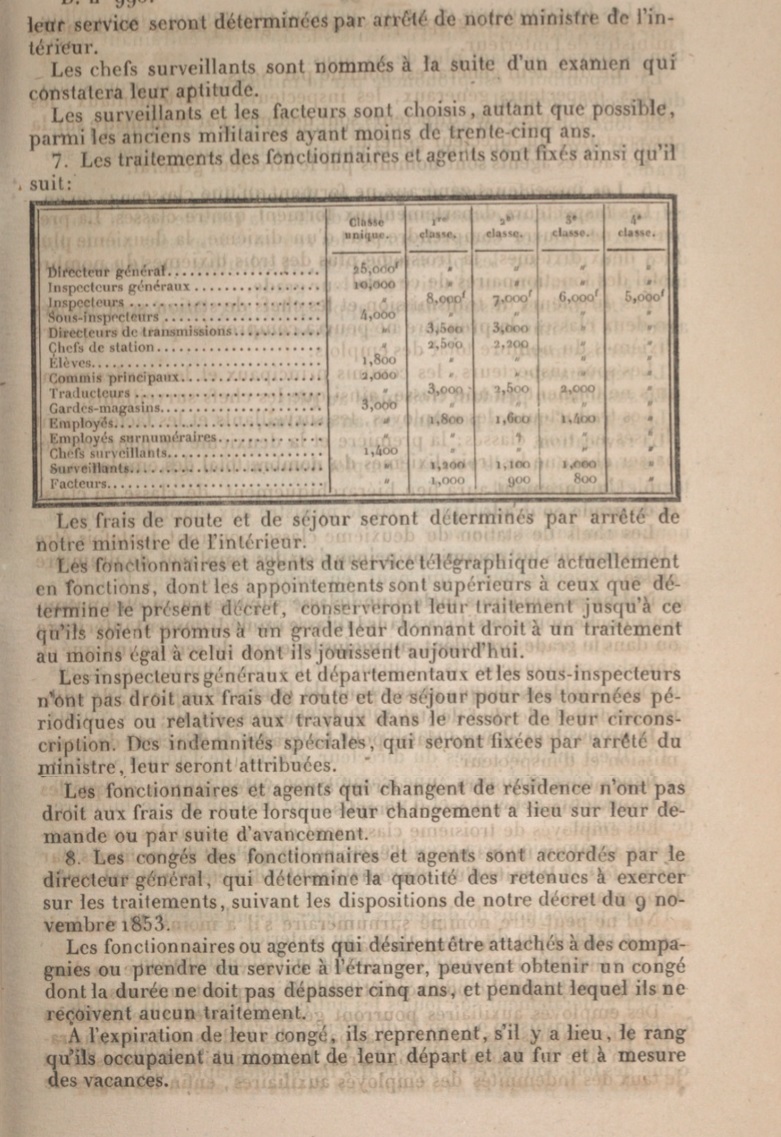 leur service seront déterminées par arrêté de notre ministre de l'in-
térieur.
Les chefs surveillants sont nommés à la suite d'un examen qui
constatera leur aptitude.
Les surveillants et les facteurs sont choisis, autant que possible,
parmi les anciens militaires ayant moins de trente-cinq ans.
7. Les traitements des fonctionnaires et agents sont fixés ainsi qu'il
suit:
Classe unique. 1re classe. 2e classe. 3e classe. 4e classe.
Directeur général 25,000f " " " "
Inspecteurs généraux 10,000 " " " "
Inspecteurs " 8,000f 7,000f 6,000f 5,000f
Sous-inspecteurs 4,000 " " " "
Directeurs de transmissions " 3,500 3,000 " "
Chefs de station " 2,500 2,200 " "
Élèves 1,800 " " " "
Commis principaux 2,000 " " " "
Traducteurs " 3,000 2,500 2,000 "
Gardes-magasins 3,000 " " " "
Employés " 1,800 1,600 1,400 "
Employés surnuméraires " " " " "
Chefs surveillants 1,400 " " " "
Surveillants " 1,200 1,100 1,000 "
Facteurs " 1,000 900 800 "
Les frais de route et de séjour seront déterminés par arrêté de
notre ministre de l'intérieur.
Les fonctionnaires et agents du service télégraphique actuellement
en fonctions, dont les appointements sont supérieurs à ceux que dé-
termine le présent décret, conserveront leur traitement jusqu'à ce
qu'ils soient promus à un grade leur donnant droit à un traitement
au moins égal à celui dont ils jouissent aujourd'hui.
Les inspecteurs généraux et départementaux et les sous-inspecteurs
n'ont pas droit aux frais de route et de séjour pour les tournées pé-
riodiques ou relatives aux travaux dans le ressort de leur circons-
cription. Des indemnités spéciales, qui seront fixées par arrêté du
ministre, leur seront attribuées.
Les fonctionnaires et agents qui changent de résidence n'ont pas
droit aux frais de route lorsque leur changement a lieu sur leur de-
mande ou par suite d'avancement.
8. Les congés des fonctionnaires et agents sont accordés par le
directeur général, qui détermine la quotité des retenues à exercer
sur les traitements, suivant les dispositions de notre décret du 9 no-
vembre 1853.
Les fonctionnaires ou agents qui désirent être attachés à des compa-
gnies ou prendre du service à l'étranger, peuvent obtenir un congé
dont la durée ne doit pas dépasser cinq ans, et pendant lequel ils ne
reçoivent aucun traitement.
A l'expiration de leur congé, ils reprennent, s'il y a lieu, le rang
qu'ils occupaient au moment de leur départ et au fur et à mesure
des vacances.